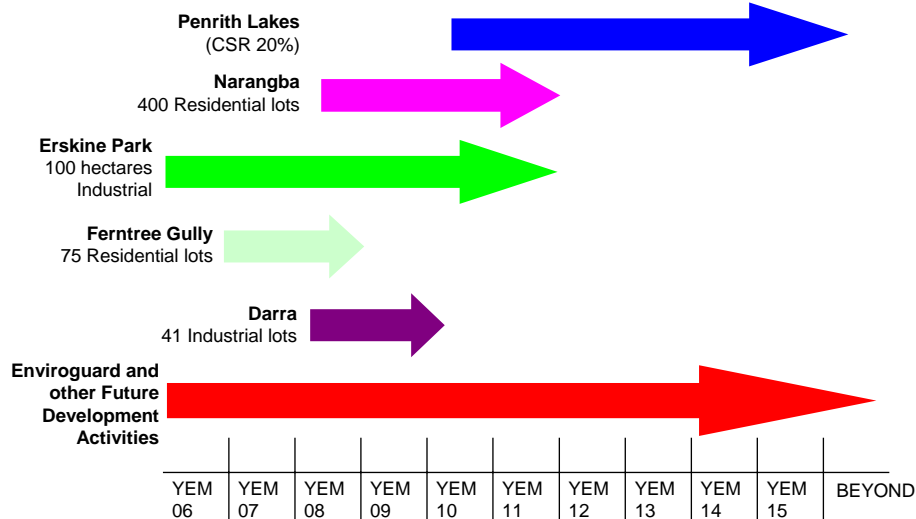 Penrith Lakes
(CSR 20%)
Narangba
400 Residential lots
Erskine Park
100 hectares
Industrial
Ferntree Gully
75 Residential lots
Darra
41 Industrial lots
Enviroguard and
other Future
Development
Activities
YEM YEM YEM YEM YEM YEM YEM YEM YEM YEM BEYOND
06 07 08 09 10 11 12 13 14 15